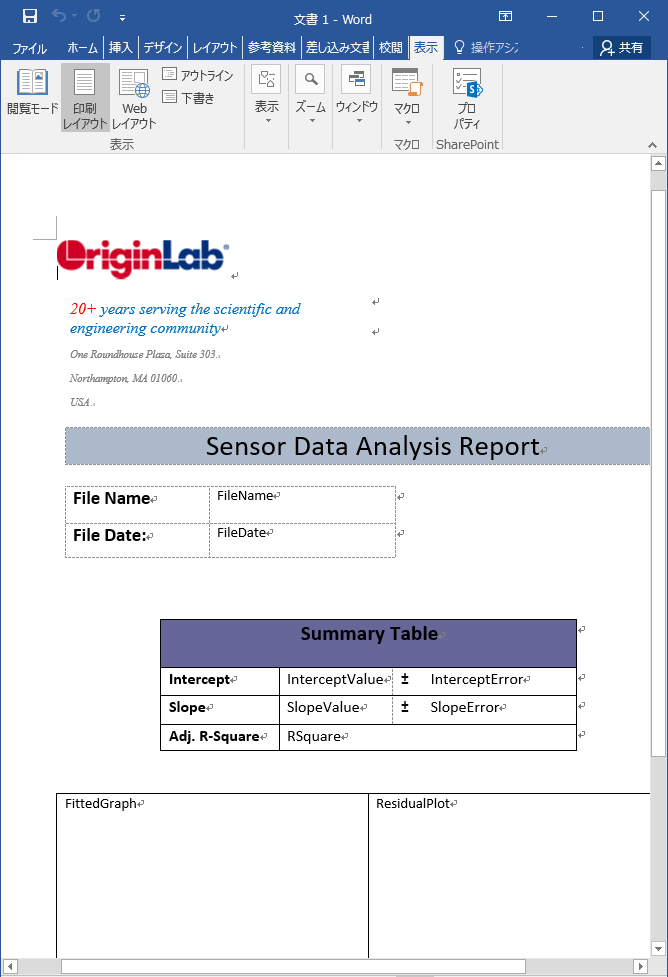 文書 1 - Word
ファイル ホーム 挿入 デザイン レイアウト 参考資料 差し込み文書 校閲 表示 操作アシ 共有
閲覧モード 印刷レイアウト Webレイアウト アウトライン 下書き 表示 ズーム ウィンドウ マクロ プロパティ
表示 マクロ SharePoint
OriginLab®
20+ years serving the scientific and
engineering community
One Roundhouse Plaza, Suite 303.
Northampton, MA 01060.
USA.
Sensor Data Analysis Report
File Name FileName
File Date: FileDate
Summary Table
Intercept InterceptValue ± InterceptError
Slope SlopeValue ± SlopeError
Adj. R-Square RSquare
FittedGraph ResidualPlot